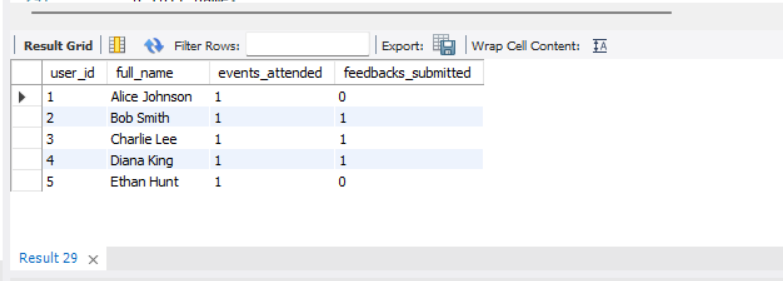 Result Grid Filter Rows: Export: Wrap Cell Content: IA
user_id full_name events_attended feedbacks_submitted
1 Alice Johnson 1 0
2 Bob Smith 1 1
3 Charlie Lee 1 1
4 Diana King 1 1
5 Ethan Hunt 1 0
Result 29 ×